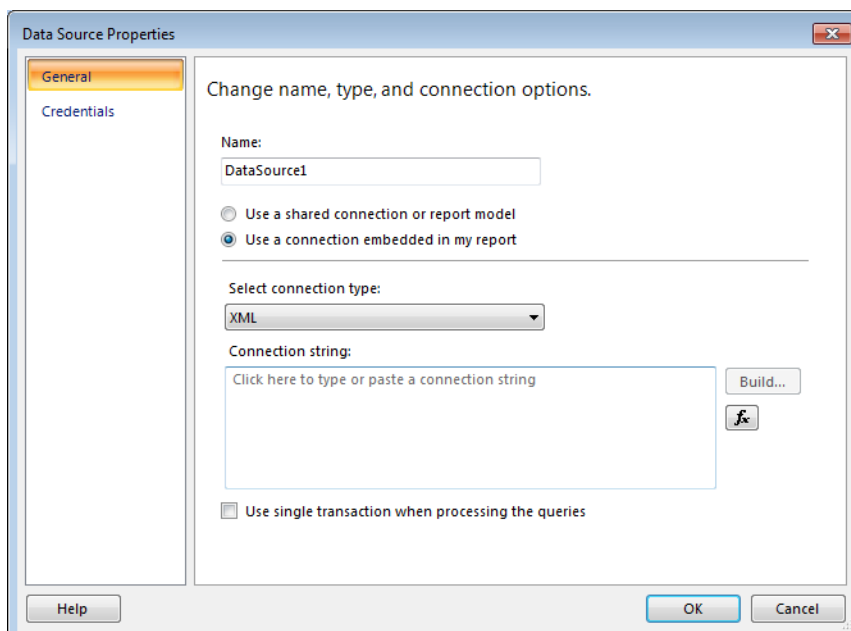 Data Source Properties
General
Credentials
Change name, type, and connection options.
Name:
DataSource1
Use a shared connection or report model
Use a connection embedded in my report
Select connection type:
XML
Connection string:
Click here to type or paste a connection string
Build...
fx
Use single transaction when processing the queries
Help
OK
Cancel